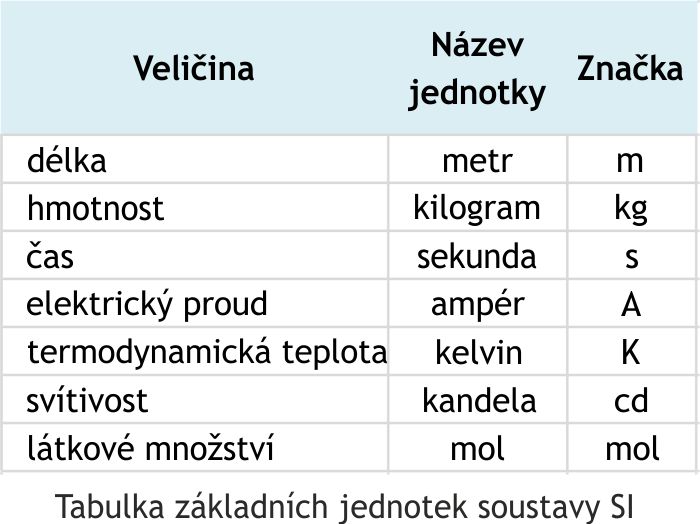 Veličina Název jednotky Značka
délka metr m
hmotnost kilogram kg
čas sekunda s
elektrický proud ampér A
termodynamická teplota kelvin K
svítivost kandela cd
látkové množství mol mol
Tabulka základních jednotek soustavy SI